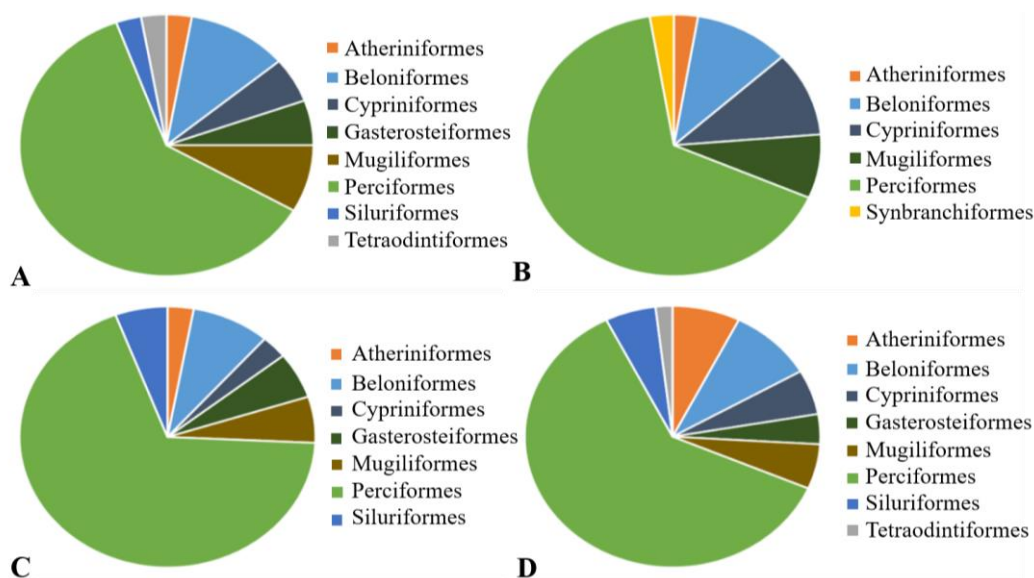 Atheriniformes
Beloniformes
Cypriniformes
Gasterosteiformes
Mugiliformes
Perciformes
Siluriformes
Tetraodintiformes
A
Atheriniformes
Beloniformes
Cypriniformes
Mugiliformes
Perciformes
Synbranchiformes
B
Atheriniformes
Beloniformes
Cypriniformes
Gasterosteiformes
Mugiliformes
Perciformes
Siluriformes
C
Atheriniformes
Beloniformes
Cypriniformes
Gasterosteiformes
Mugiliformes
Perciformes
Siluriformes
Tetraodintiformes
D